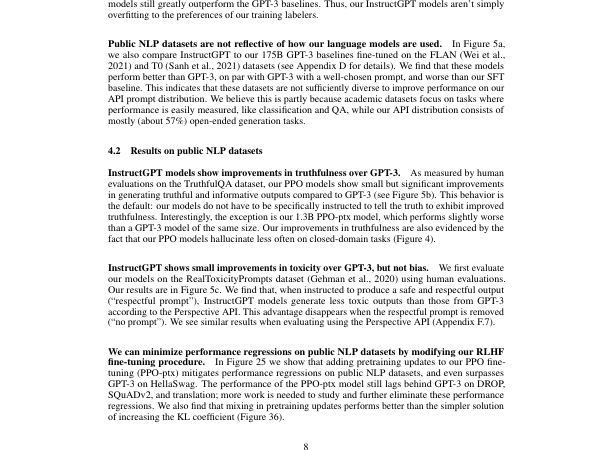 models still greatly outperform the GPT-3 baselines. Thus, our InstructGPT models aren't simply
overfitting to the preferences of our training labelers.
Public NLP datasets are not reflective of how our language models are used. In Figure 5a,
we also compare InstructGPT to our 175B GPT-3 baselines fine-tuned on the FLAN (Wei et al.,
2021) and T0 (Sanh et al., 2021) datasets (see Appendix D for details). We find that these models
perform better than GPT-3, on par with GPT-3 with a well-chosen prompt, and worse than our SFT
baseline. This indicates that these datasets are not sufficiently diverse to improve performance on our
API prompt distribution. We believe this is partly because academic datasets focus on tasks where
performance is easily measured, like classification and QA, while our API distribution consists of
mostly (about 57%) open-ended generation tasks.
4.2 Results on public NLP datasets
InstructGPT models show improvements in truthfulness over GPT-3. As measured by human
evaluations on the TruthfulQA dataset, our PPO models show small but significant improvements
in generating truthful and informative outputs compared to GPT-3 (see Figure 5b). This behavior is
the default: our models do not have to be specifically instructed to tell the truth to exhibit improved
truthfulness. Interestingly, the exception is our 1.3B PPO-ptx model, which performs slightly worse
than a GPT-3 model of the same size. Our improvements in truthfulness are also evidenced by the
fact that our PPO models hallucinate less often on closed-domain tasks (Figure 4).
InstructGPT shows small improvements in toxicity over GPT-3, but not bias. We first evaluate
our models on the RealToxicityPrompts dataset (Gehman et al., 2020) using human evaluations.
Our results are in Figure 5c. We find that, when instructed to produce a safe and respectful output
("respectful prompt"), InstructGPT models generate less toxic outputs than those from GPT-3
according to the Perspective API. This advantage disappears when the respectful prompt is removed
("no prompt"). We see similar results when evaluating using the Perspective API (Appendix F.7).
We can minimize performance regressions on public NLP datasets by modifying our RLHF
fine-tuning procedure. In Figure 25 we show that adding pretraining updates to our PPO fine-
tuning (PPO-ptx) mitigates performance regressions on public NLP datasets, and even surpasses
GPT-3 on HellaSwag. The performance of the PPO-ptx model still lags behind GPT-3 on DROP,
SQuADv2, and translation; more work is needed to study and further eliminate these performance
regressions. We also find that mixing in pretraining updates performs better than the simpler solution
of increasing the KL coefficient (Figure 36).
8